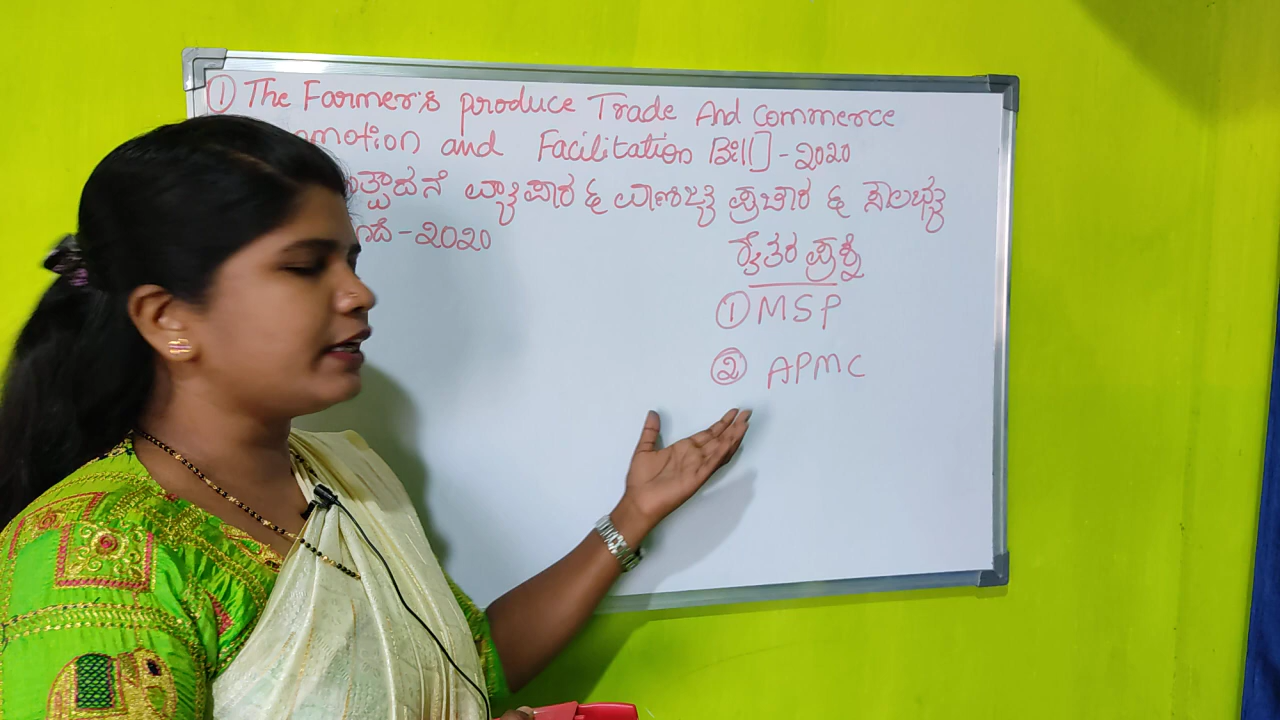 ① The Farmer's produce Trade And commerce
omotion and Facilitation Bill] - 2020
ತ್ಪಾದನೆ ವ್ಯಾಪಾರ & ವಾಣಿಜ್ಯ ಪ್ರಚಾರ & ಸೌಲಭ್ಯ
- 2020
ರೈತರ ಪ್ರಶ್ನೆ
① MSP
② APMC